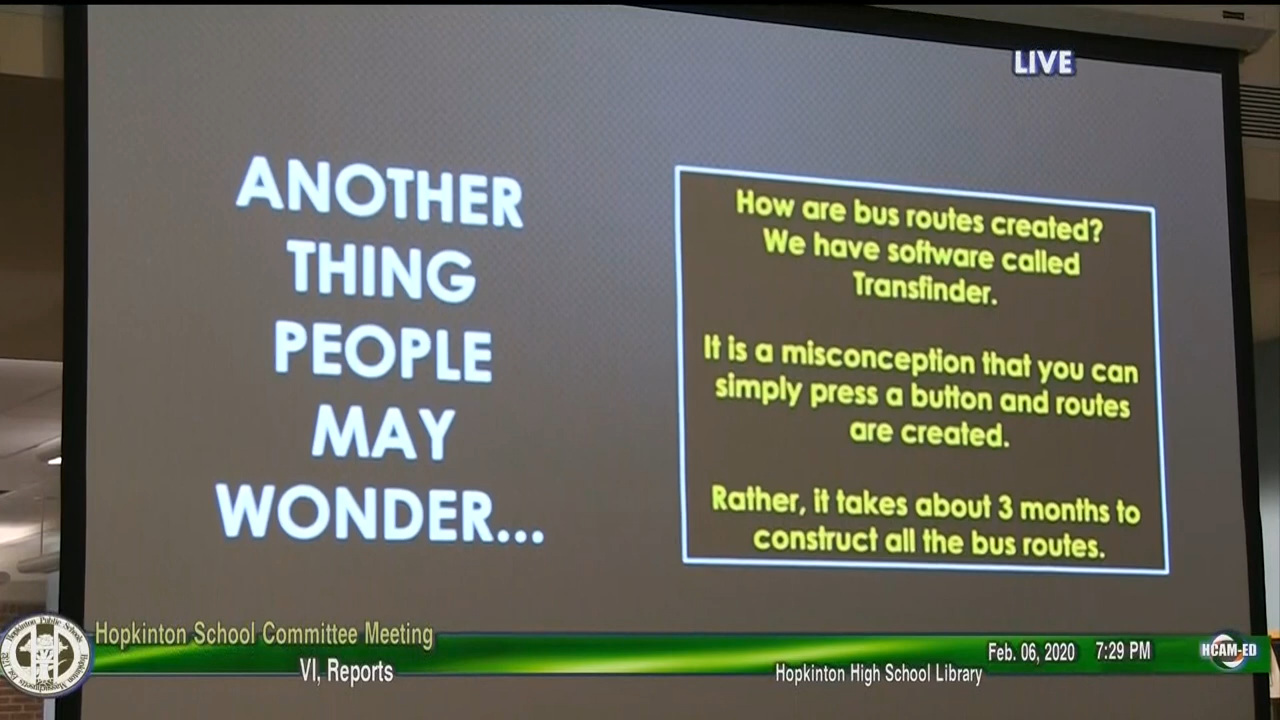 LIVE
ANOTHER
THING
PEOPLE
MAY
WONDER...
How are bus routes created?
We have software called
Transfinder.
It is a misconception that you can
simply press a button and routes
are created.
Rather, it takes about 3 months to
construct all the bus routes.
Hopkinton School Committee Meeting
VI, Reports
Feb. 06, 2020 7:29 PM
Hopkinton High School Library
HCAM-ED
Hopkinton Public Schools